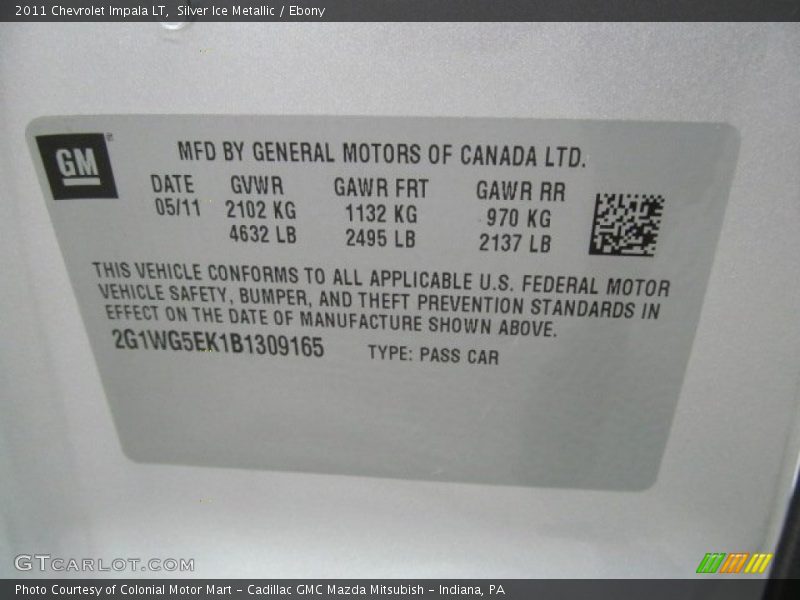 2011 Chevrolet Impala LT,  Silver Ice Metallic / Ebony
GM
MFD BY GENERAL MOTORS OF CANADA LTD.
DATE GVWR GAWR FRT GAWR RR
05/11 2102 KG 1132 KG 970 KG
4632 LB 2495 LB 2137 LB
THIS VEHICLE CONFORMS TO ALL APPLICABLE U.S. FEDERAL MOTOR
VEHICLE SAFETY, BUMPER, AND THEFT PREVENTION STANDARDS IN
EFFECT ON THE DATE OF MANUFACTURE SHOWN ABOVE.
2G1WG5EK1B1309165 TYPE: PASS CAR
GTCARLOT.COM
Photo Courtesy of Colonial Motor Mart - Cadillac GMC Mazda Mitsubish - Indiana, PA